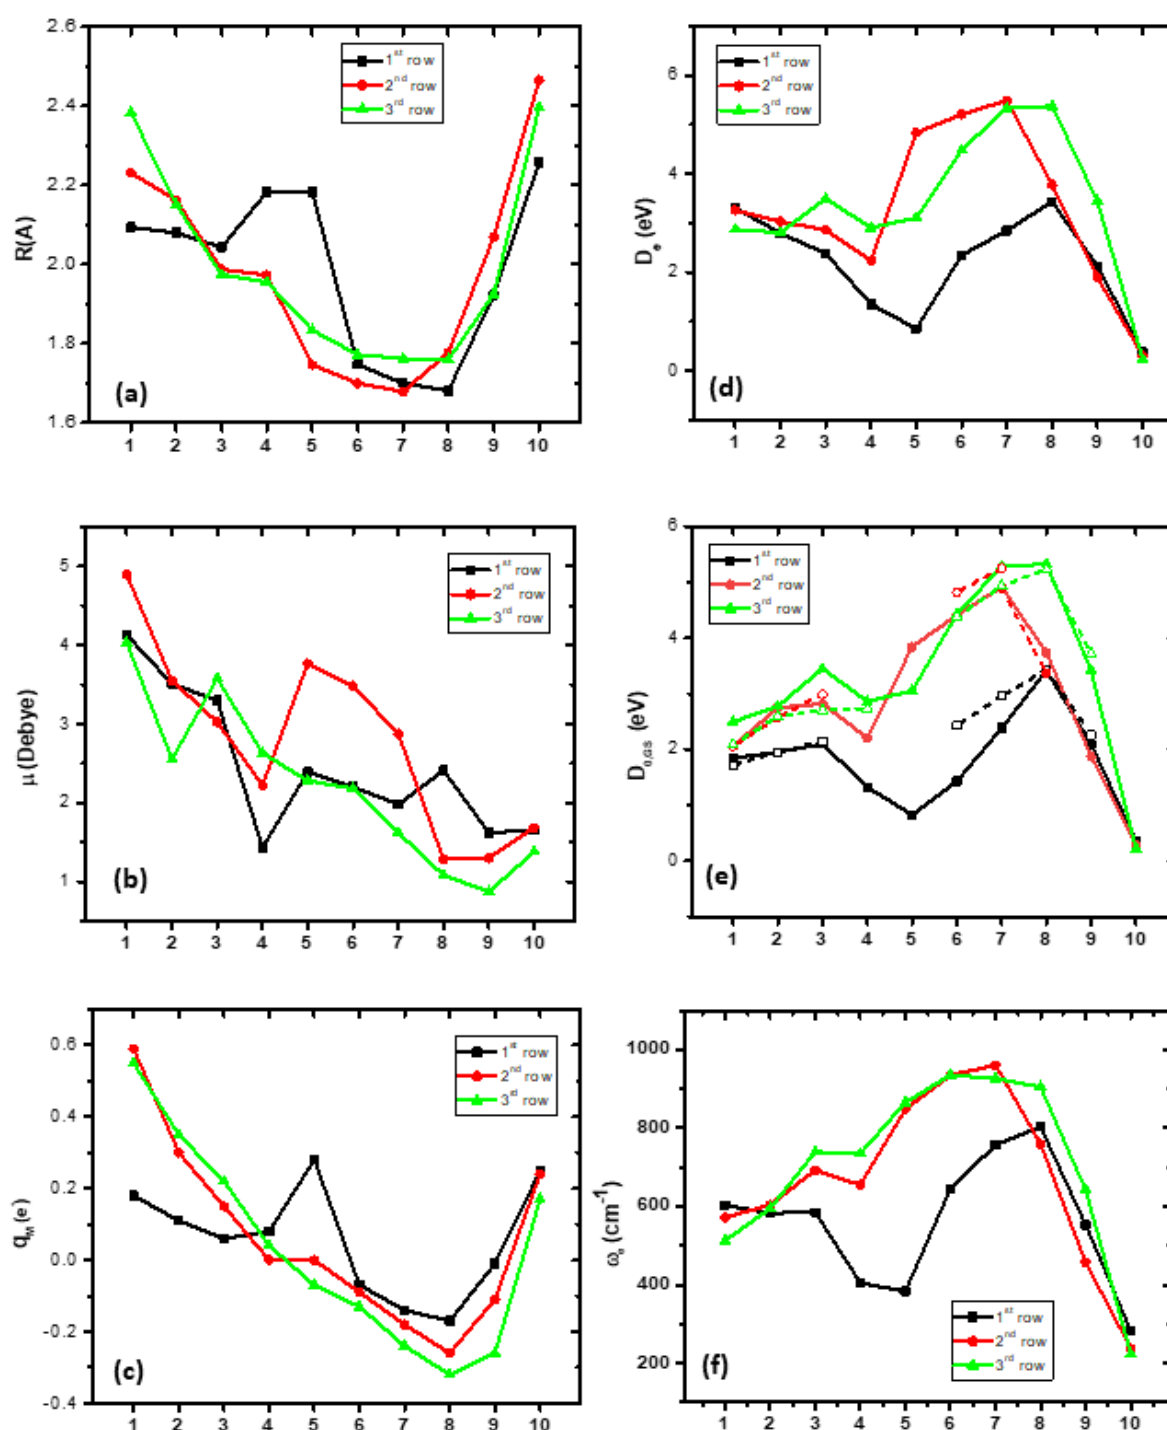 2.6
2.4
2.2
2.0
1.8
1.6
R(A)
1st row
2nd row
3rd row
(a)
1 2 3 4 5 6 7 8 9 10
6
4
2
0
De (eV)
1st row
2nd row
3rd row
(d)
1 2 3 4 5 6 7 8 9 10
5
4
3
2
1
μ(Debye)
1st row
2nd row
3rd row
(b)
1 2 3 4 5 6 7 8 9 10
6
4
2
0
D0,GS (eV)
1st row
2nd row
3rd row
(e)
1 2 3 4 5 6 7 8 9 10
0.6
0.4
0.2
0.0
-0.2
-0.4
qM(e)
1st row
2nd row
3rd row
(c)
1 2 3 4 5 6 7 8 9 10
1000
800
600
400
200
ωe(cm-1)
1st row
2nd row
3rd row
(f)
1 2 3 4 5 6 7 8 9 10